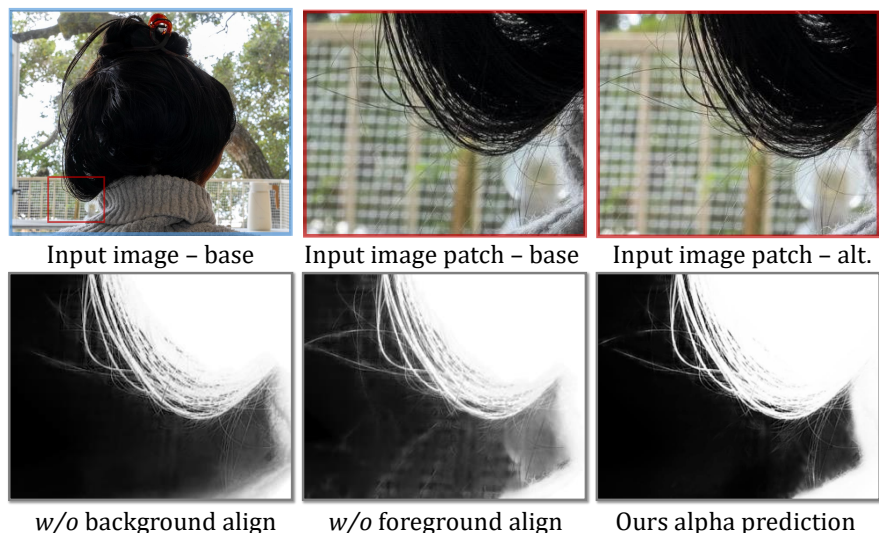 Input image – base
Input image patch – base
Input image patch – alt.
w/o background align
w/o foreground align
Ours alpha prediction